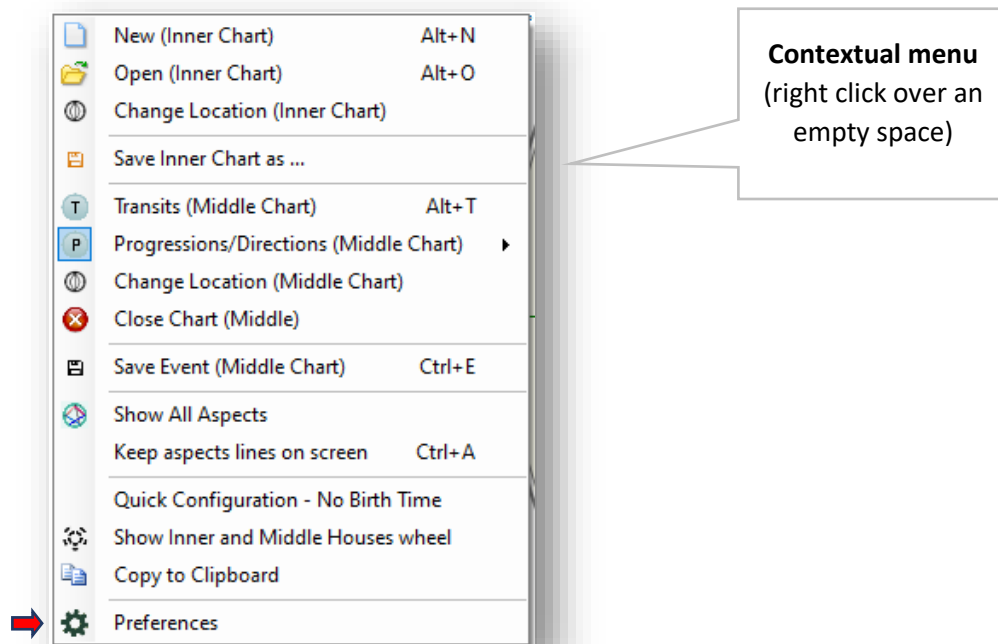 New (Inner Chart) Alt+N
Open (Inner Chart) Alt+O
Change Location (Inner Chart)
Save Inner Chart as ...
T Transits (Middle Chart) Alt+T
P Progressions/Directions (Middle Chart)
Change Location (Middle Chart)
Close Chart (Middle)
Save Event (Middle Chart) Ctrl+E
Show All Aspects
Keep aspects lines on screen Ctrl+A
Quick Configuration - No Birth Time
Show Inner and Middle Houses wheel
Copy to Clipboard
Preferences
Contextual menu
(right click over an
empty space)